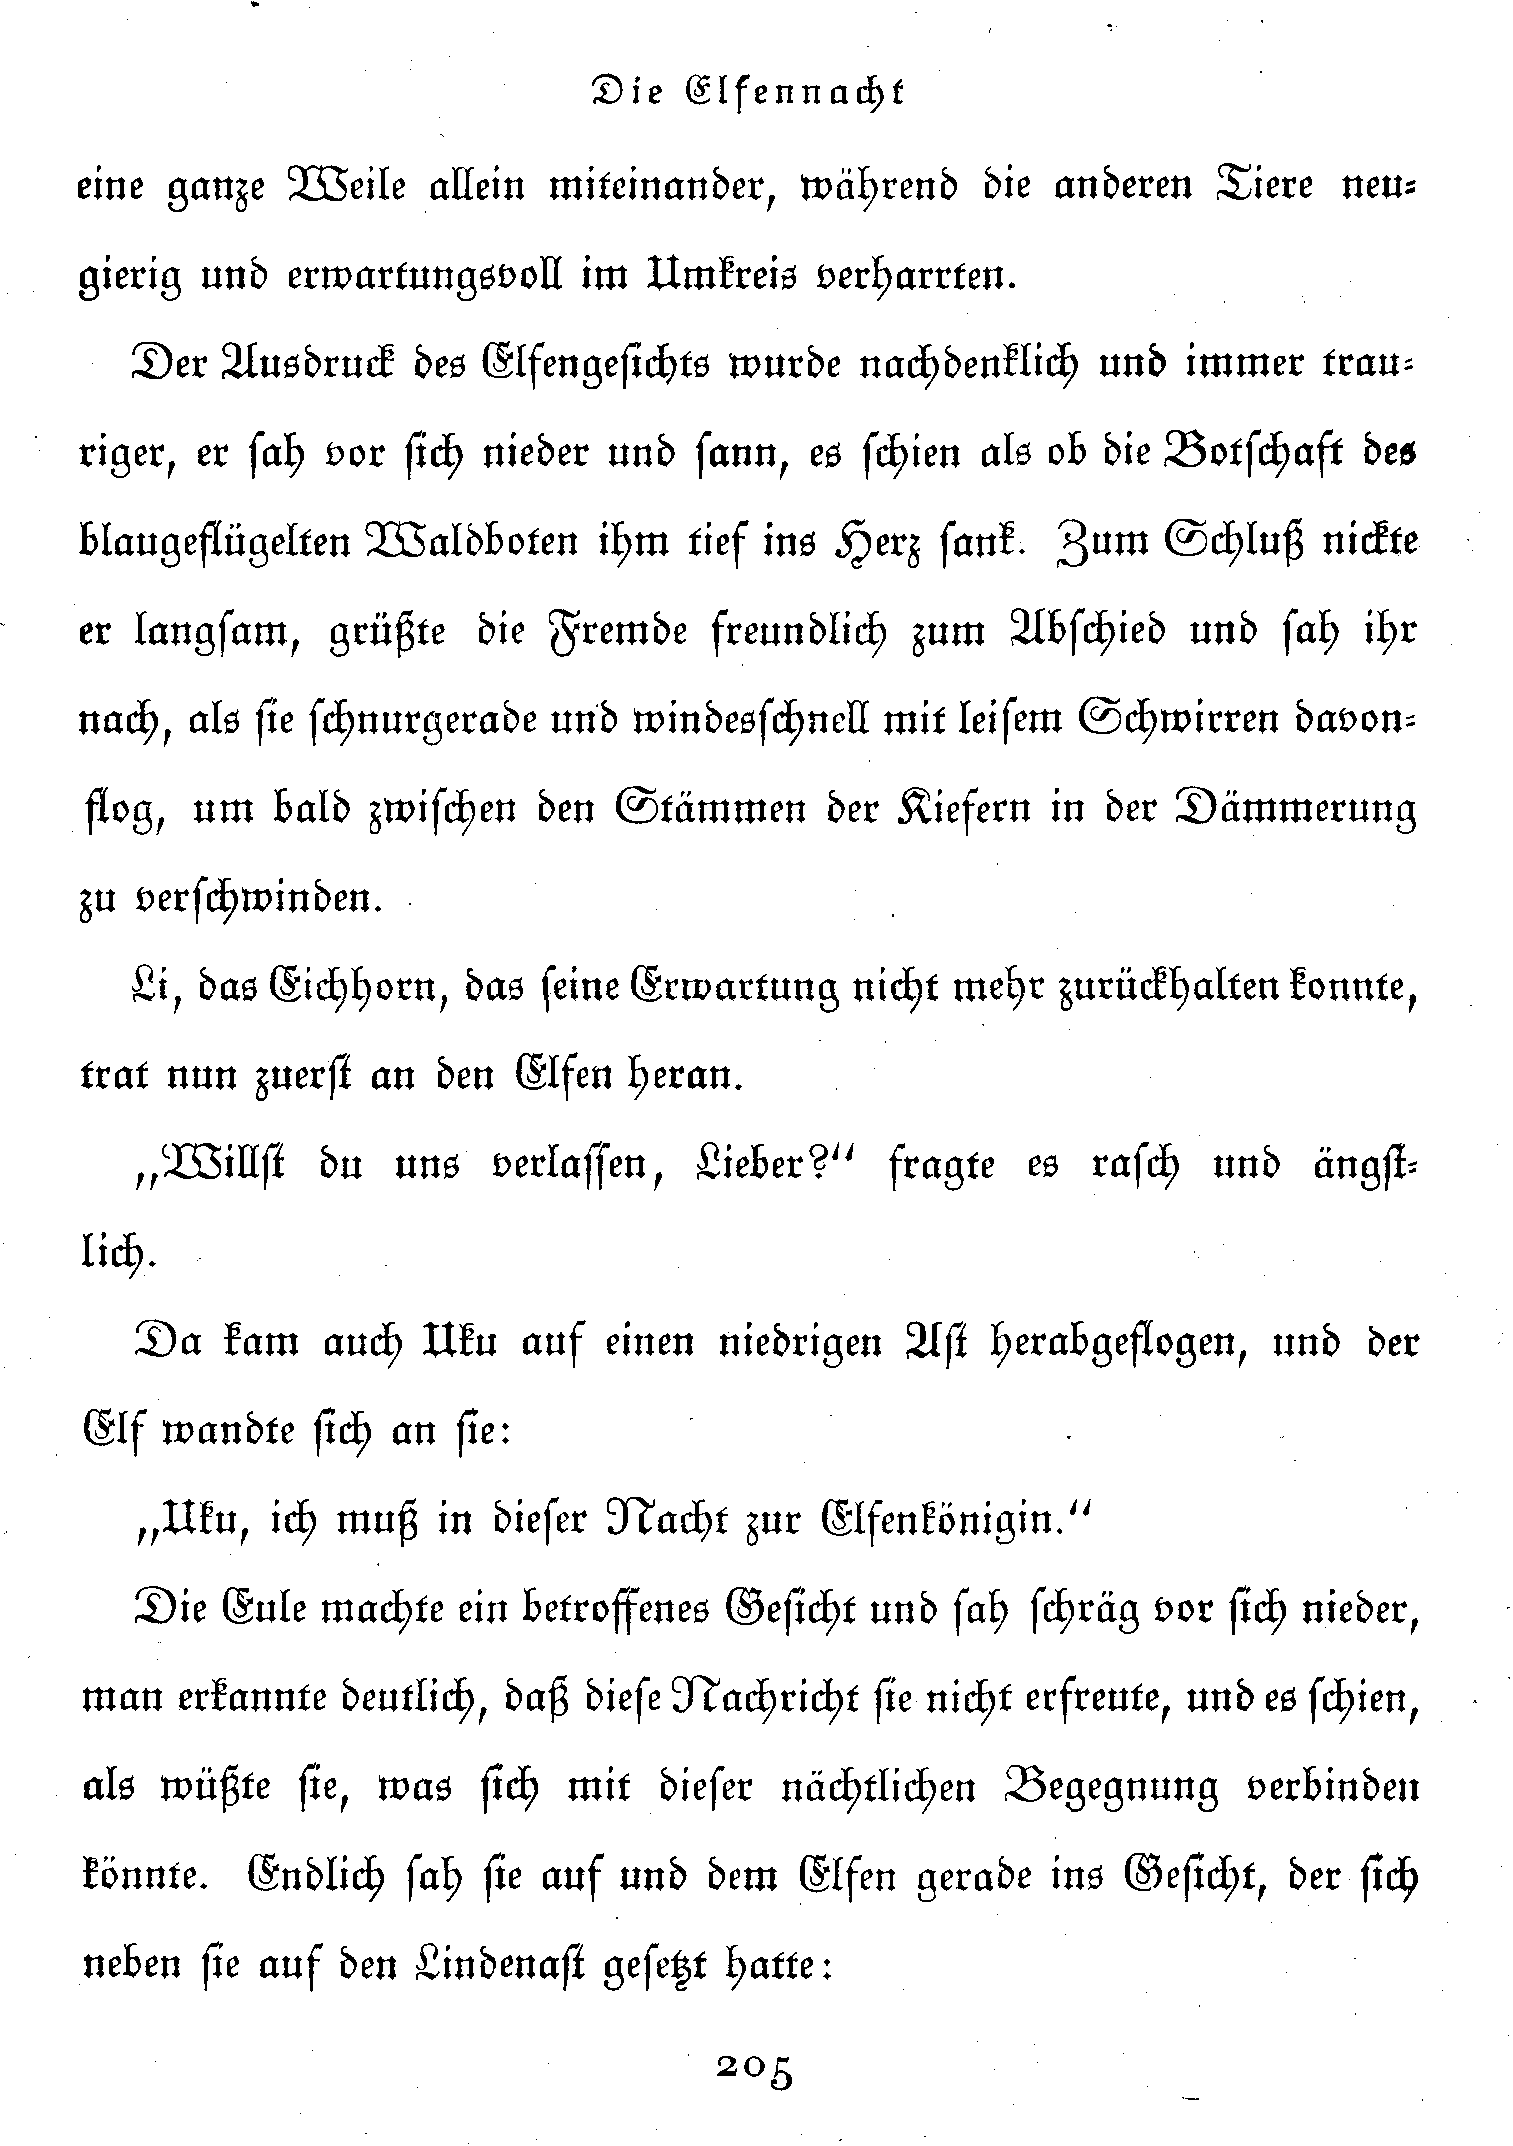 Die Elfennacht
eine ganze Weile allein miteinander, während die anderen Tiere neu⸗
gierig und erwartungsvoll im Umkreis verharrten.
Der Ausdruck des Elfengeſichts wurde nachdenklich und immer trau⸗
riger, er ſah vor ſich nieder und ſann, es ſchien als ob die Botſchaft des
blaugeflügelten Waldboten ihm tief ins Herz ſank. Zum Schluß nickte
er langſam, grüßte die Fremde freundlich zum Abſchied und ſah ihr
nach, als ſie ſchnurgerade und windesſchnell mit leiſem Schwirren davon⸗
flog, um bald zwiſchen den Stämmen der Kiefern in der Dämmerung
zu verſchwinden.
Li, das Eichhorn, das ſeine Erwartung nicht mehr zurückhalten konnte,
trat nun zuerſt an den Elfen heran.
„Willſt du uns verlaſſen, Lieber?“ fragte es raſch und ängſt⸗
lich.
Da kam auch Uku auf einen niedrigen Aſt herabgeflogen, und der
Elf wandte ſich an ſie:
„Uku, ich muß in dieſer Nacht zur Elfenkönigin.“
Die Eule machte ein betroffenes Geſicht und ſah ſchräg vor ſich nieder,
man erkannte deutlich, daß dieſe Nachricht ſie nicht erfreute, und es ſchien,
als wüßte ſie, was ſich mit dieſer nächtlichen Begegnung verbinden
könnte. Endlich ſah ſie auf und dem Elfen gerade ins Geſicht, der ſich
neben ſie auf den Lindenaſt geſetzt hatte:
205